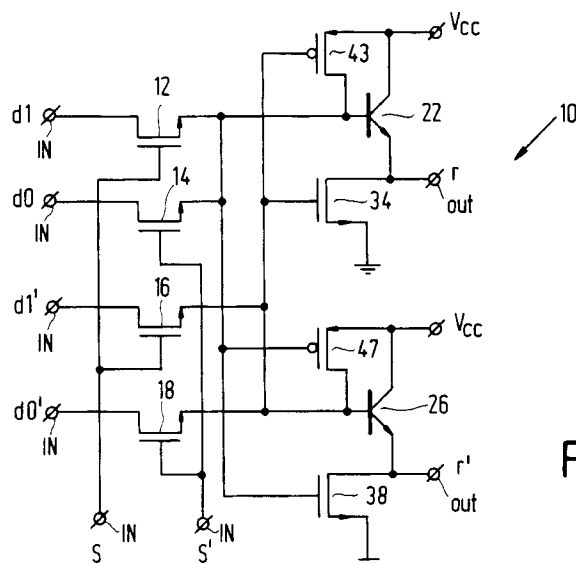 43
Vcc
12
d1
IN
22
10
14
d0
IN
r
out
34
16
d1'
IN
Vcc
47
18
d0'
IN
26
r'
out
38
F
IN
S
IN
S'